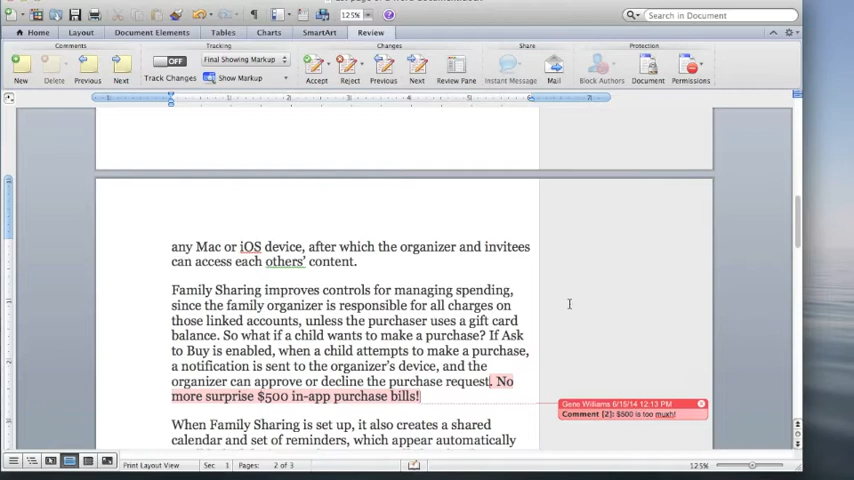 125%
Search in Document
Home Layout Document Elements Tables Charts SmartArt Review
Comments Tracking Changes Share Protection
OFF Final Showing Markup
New Delete Previous Next Track Changes Show Markup Accept Reject Previous Next Review Pane Instant Message Mail Block Authors Document Permissions
any Mac or iOS device, after which the organizer and invitees
can access each others' content.
Family Sharing improves controls for managing spending,
since the family organizer is responsible for all charges on
those linked accounts, unless the purchaser uses a gift card
balance. So what if a child wants to make a purchase? If Ask
to Buy is enabled, when a child attempts to make a purchase,
a notification is sent to the organizer's device, and the
organizer can approve or decline the purchase request. No
more surprise $500 in-app purchase bills!
Gene Williams 6/15/14 12:13 PM
Comment [2]: $500 is too muxh!
When Family Sharing is set up, it also creates a shared
calendar and set of reminders, which appear automatically
Print Layout View Sec 1 Pages: 2 of 3 125%